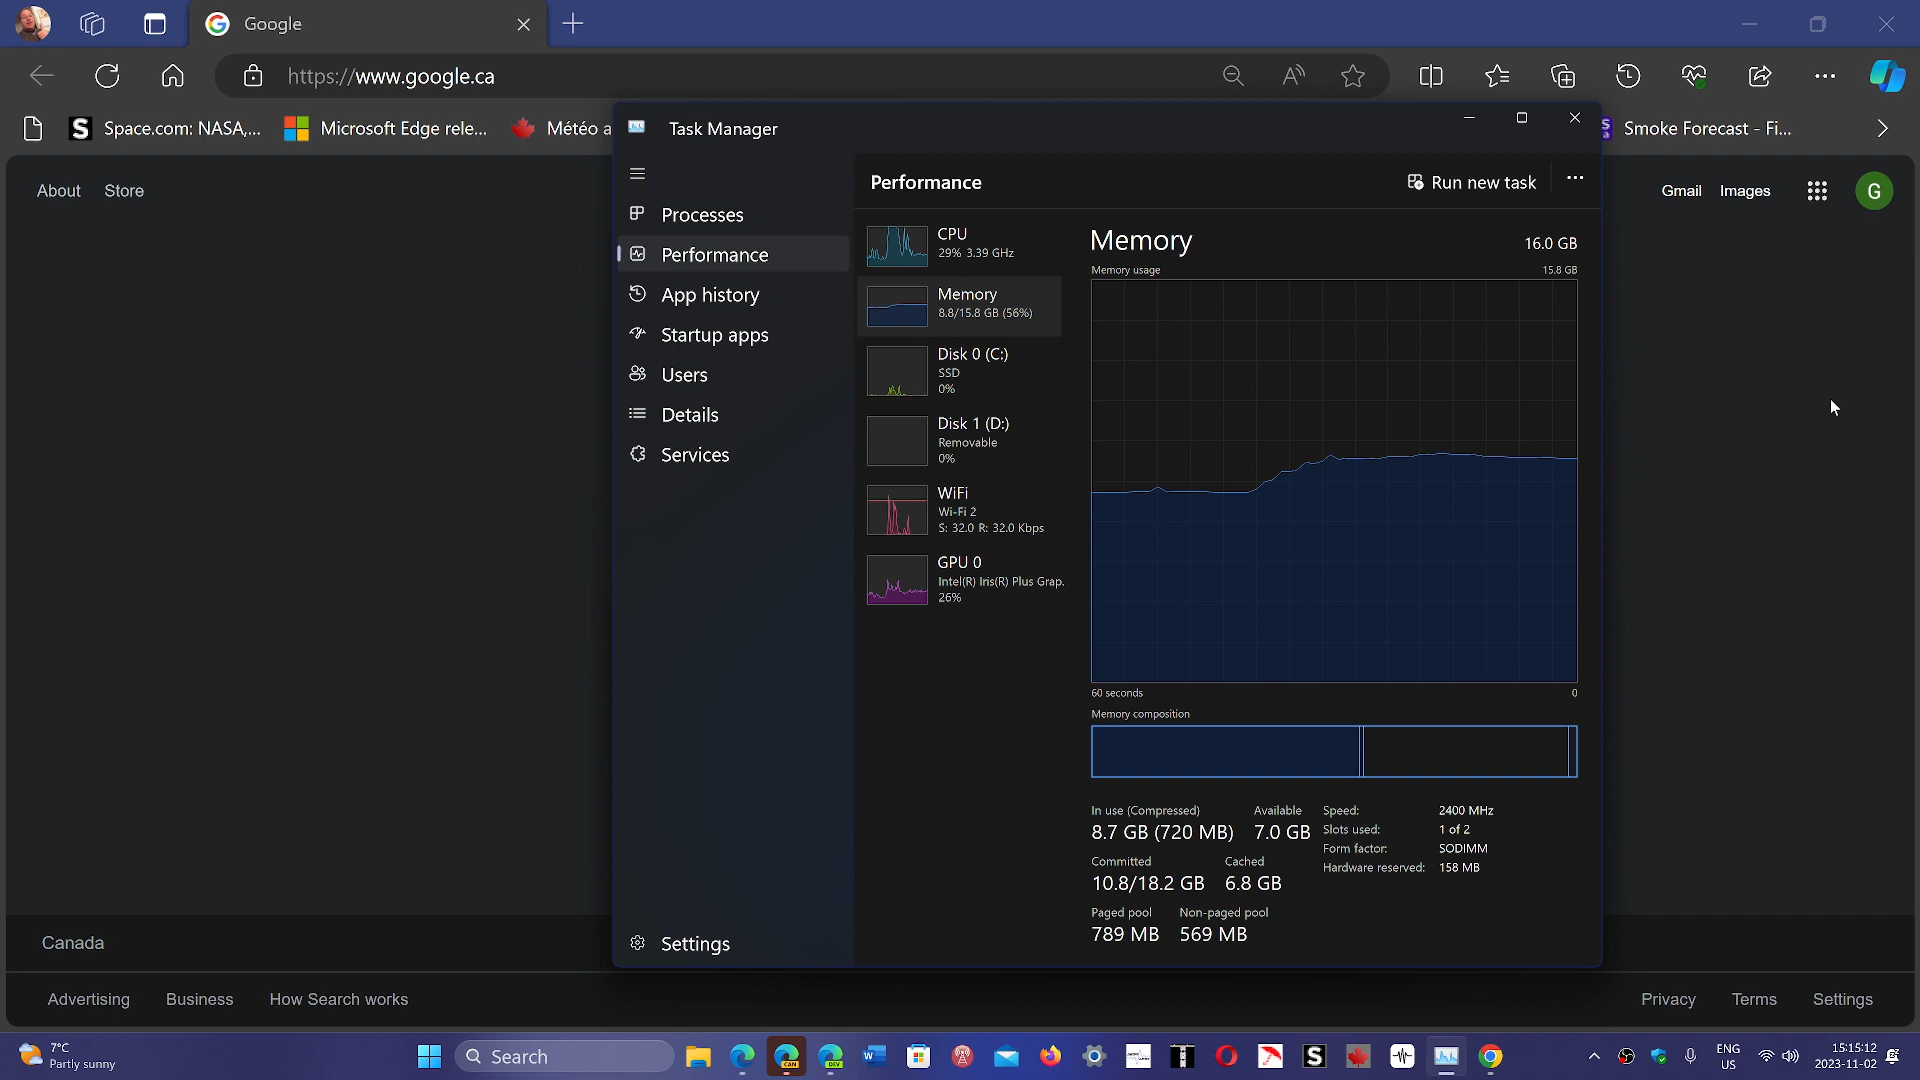 Google
https://www.google.ca
Space.com: NASA,...
Microsoft Edge rele...
Météo a
Smoke Forecast - Fi...
About
Store
Gmail
Images
G
Task Manager
Processes
Performance
App history
Startup apps
Users
Details
Services
Settings
Performance
Run new task
CPU
29% 3.39 GHz
Memory
8.8/15.8 GB (56%)
Disk 0 (C:)
SSD
0%
Disk 1 (D:)
Removable
0%
WiFi
Wi-Fi 2
S: 32.0 R: 32.0 Kbps
GPU 0
Intel(R) Iris(R) Plus Grap.
26%
Memory
16.0 GB
Memory usage
15.8 GB
60 seconds
0
Memory composition
In use (Compressed)
8.7 GB (720 MB)
Available
7.0 GB
Committed
10.8/18.2 GB
Cached
6.8 GB
Paged pool
789 MB
Non-paged pool
569 MB
Speed: 2400 MHz
Slots used: 1 of 2
Form factor: SODIMM
Hardware reserved: 158 MB
Canada
Advertising
Business
How Search works
Privacy
Terms
Settings
7°C
Partly sunny
Search
CAN
DEV
ENG
US
15:15:12
2023-11-02